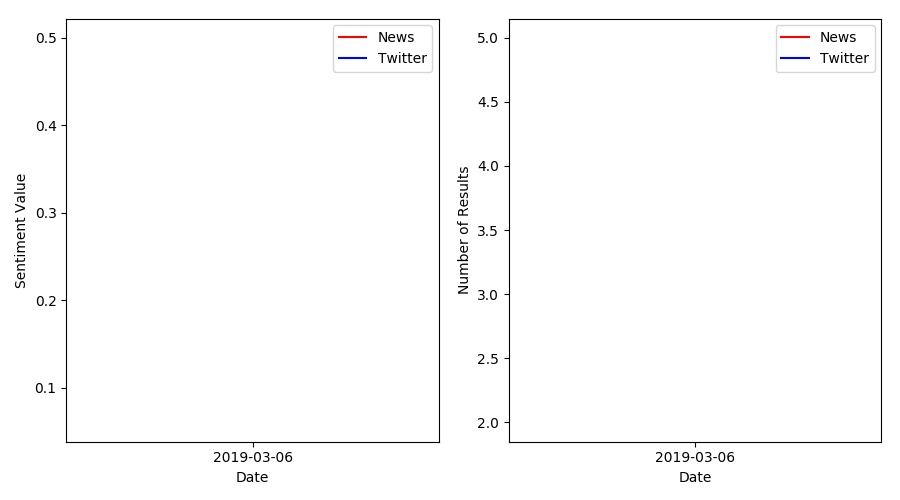 0.5
0.4
0.3
0.2
0.1
Sentiment Value
News
Twitter
2019-03-06
Date
5.0
4.5
4.0
3.5
3.0
2.5
2.0
Number of Results
News
Twitter
2019-03-06
Date